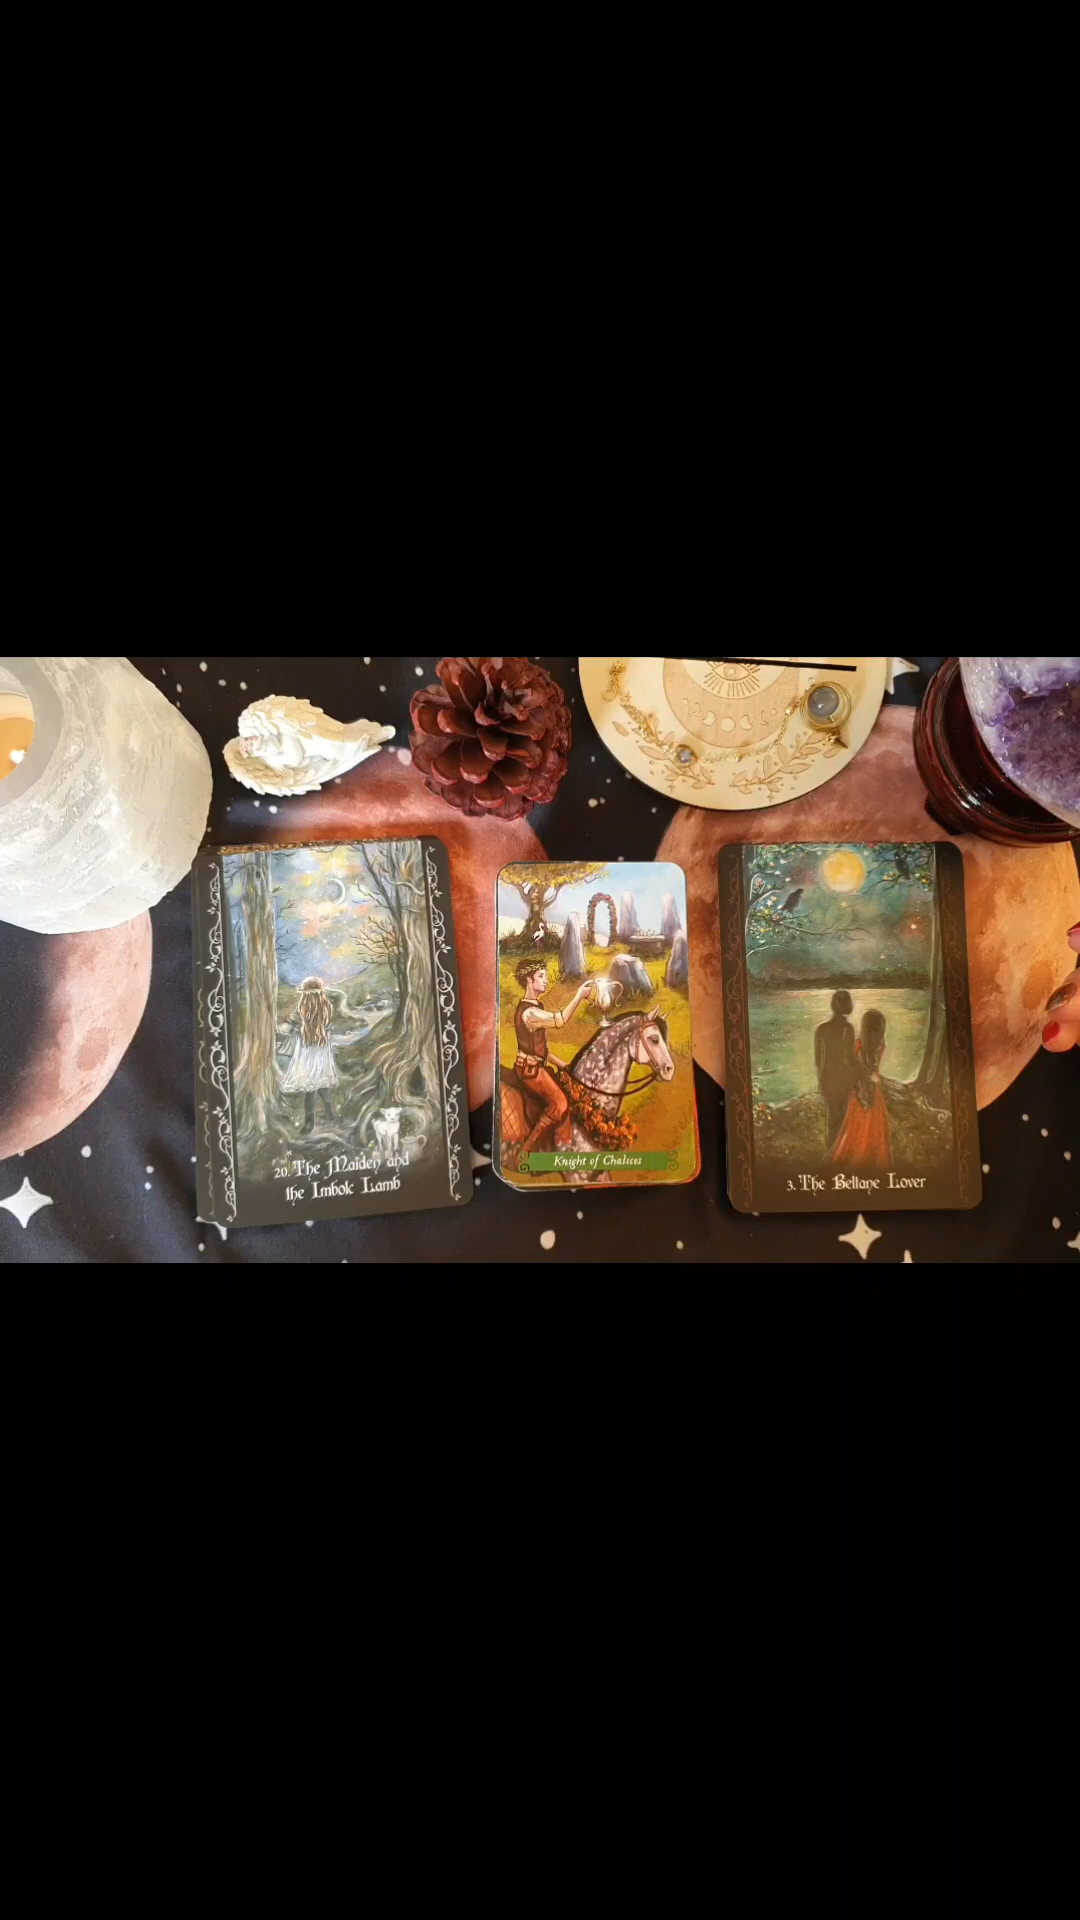 20. The Maiden and
the Imbolc Lamb
Knight of Chalices
3. The Beltane Lover